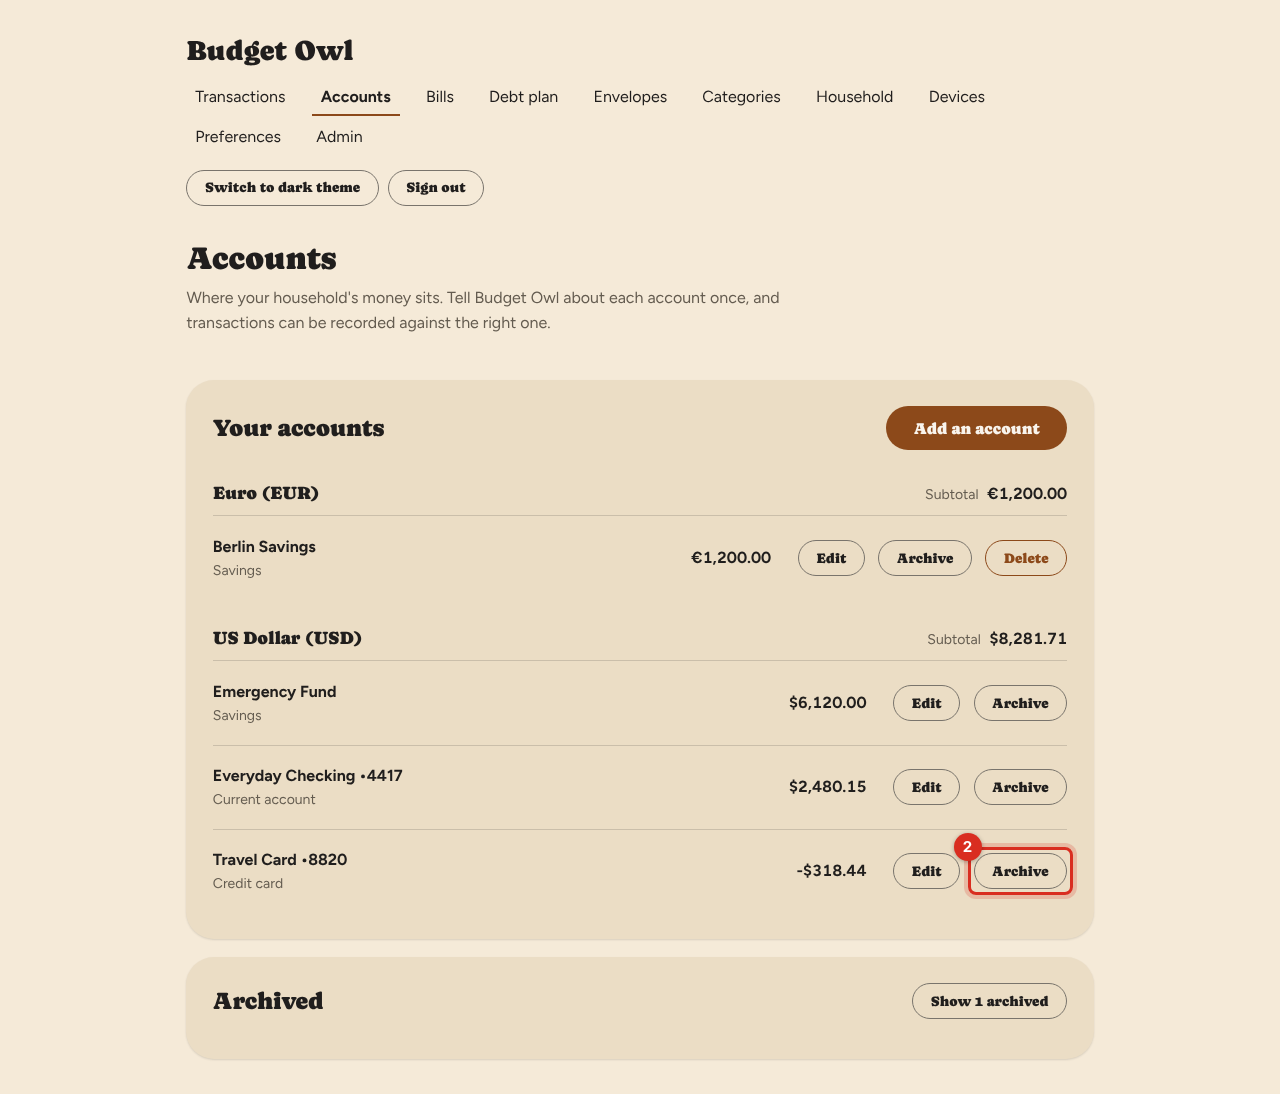 Budget Owl
Transactions Accounts Bills Debt plan Envelopes Categories Household Devices
Preferences Admin
Switch to dark theme Sign out
Accounts
Where your household's money sits. Tell Budget Owl about each account once, and
transactions can be recorded against the right one.
Your accounts Add an account
Euro (EUR) Subtotal €1,200.00
Berlin Savings
Savings
€1,200.00 Edit Archive Delete
US Dollar (USD) Subtotal $8,281.71
Emergency Fund
Savings
$6,120.00 Edit Archive
Everyday Checking •4417
Current account
$2,480.15 Edit Archive
Travel Card •8820
Credit card
-$318.44 Edit 2 Archive
Archived Show 1 archived